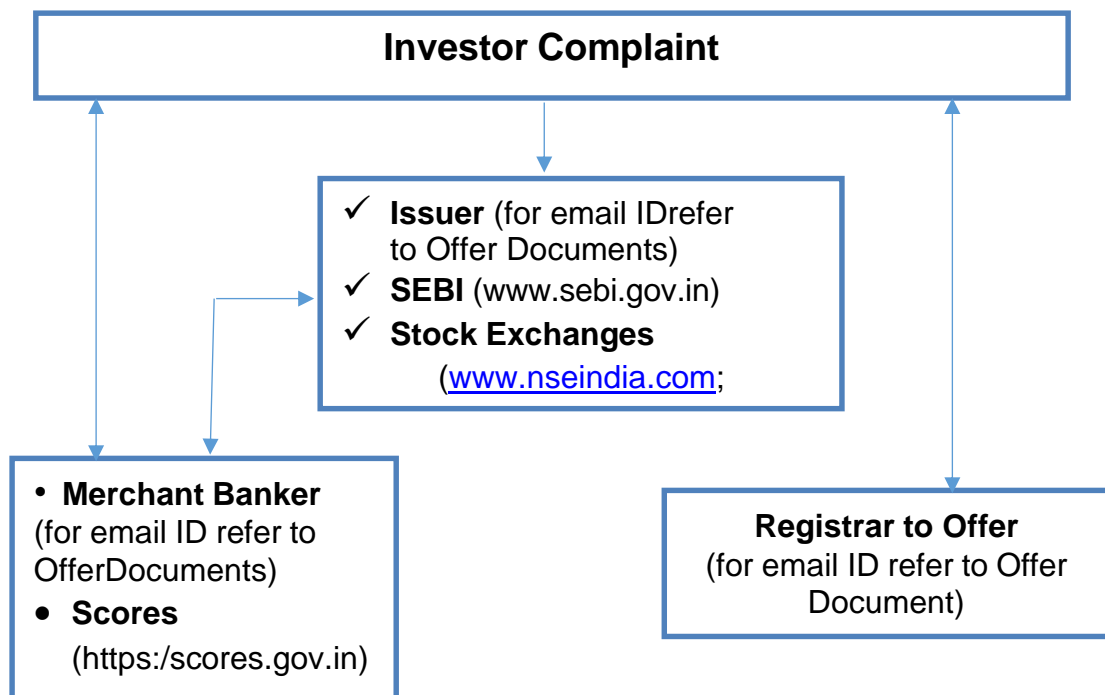 Investor Complaint
✓ Issuer (for email IDrefer
to Offer Documents)
✓ SEBI (www.sebi.gov.in)
✓ Stock Exchanges
(www.nseindia.com;
• Merchant Banker
(for email ID refer to
OfferDocuments)
• Scores
(https:/scores.gov.in)
Registrar to Offer
(for email ID refer to Offer
Document)